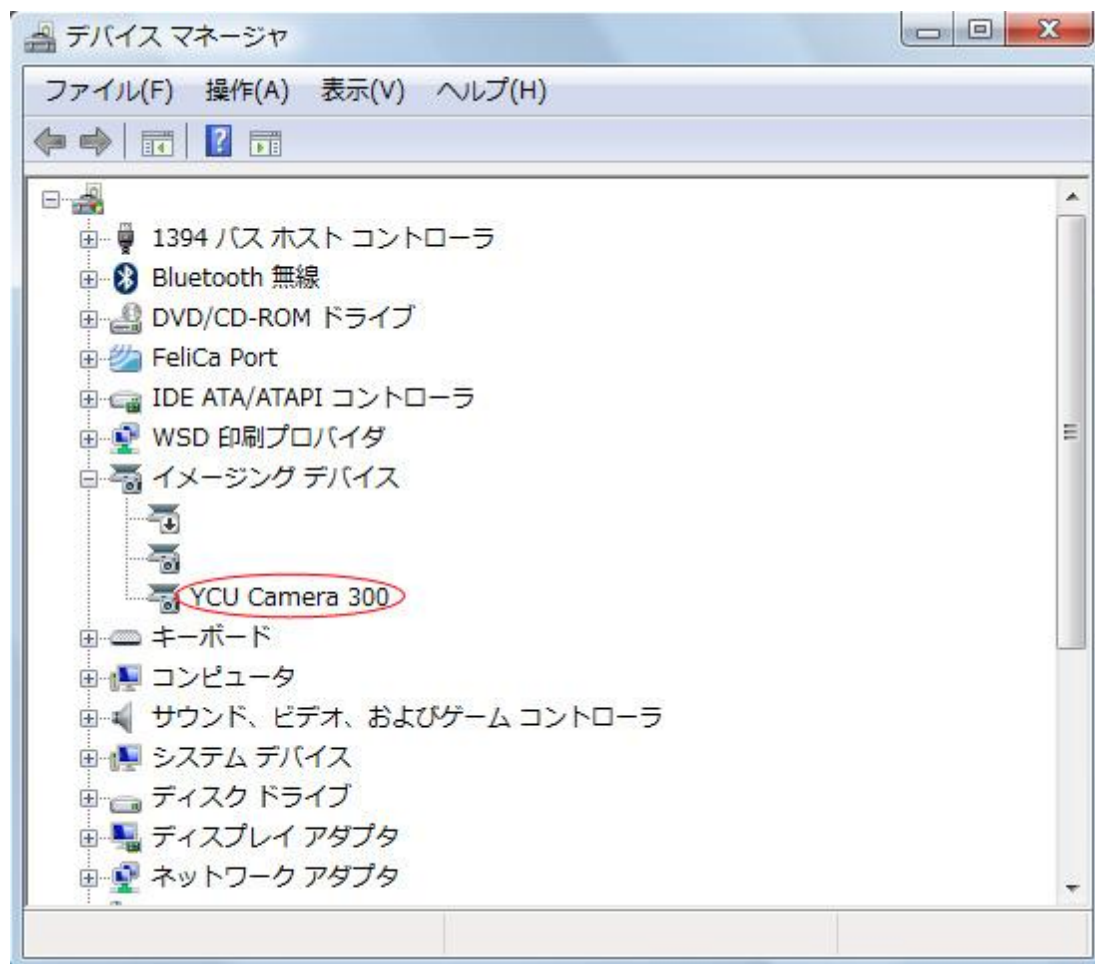 デバイス マネージャ
ファイル(F) 操作(A) 表示(V) ヘルプ(H)
1394 バス ホスト コントローラ
Bluetooth 無線
DVD/CD-ROM ドライブ
FeliCa Port
IDE ATA/ATAPI コントローラ
WSD 印刷プロバイダ
イメージング デバイス
YCU Camera 300
キーボード
コンピュータ
サウンド、ビデオ、およびゲーム コントローラ
システム デバイス
ディスク ドライブ
ディスプレイ アダプタ
ネットワーク アダプタ